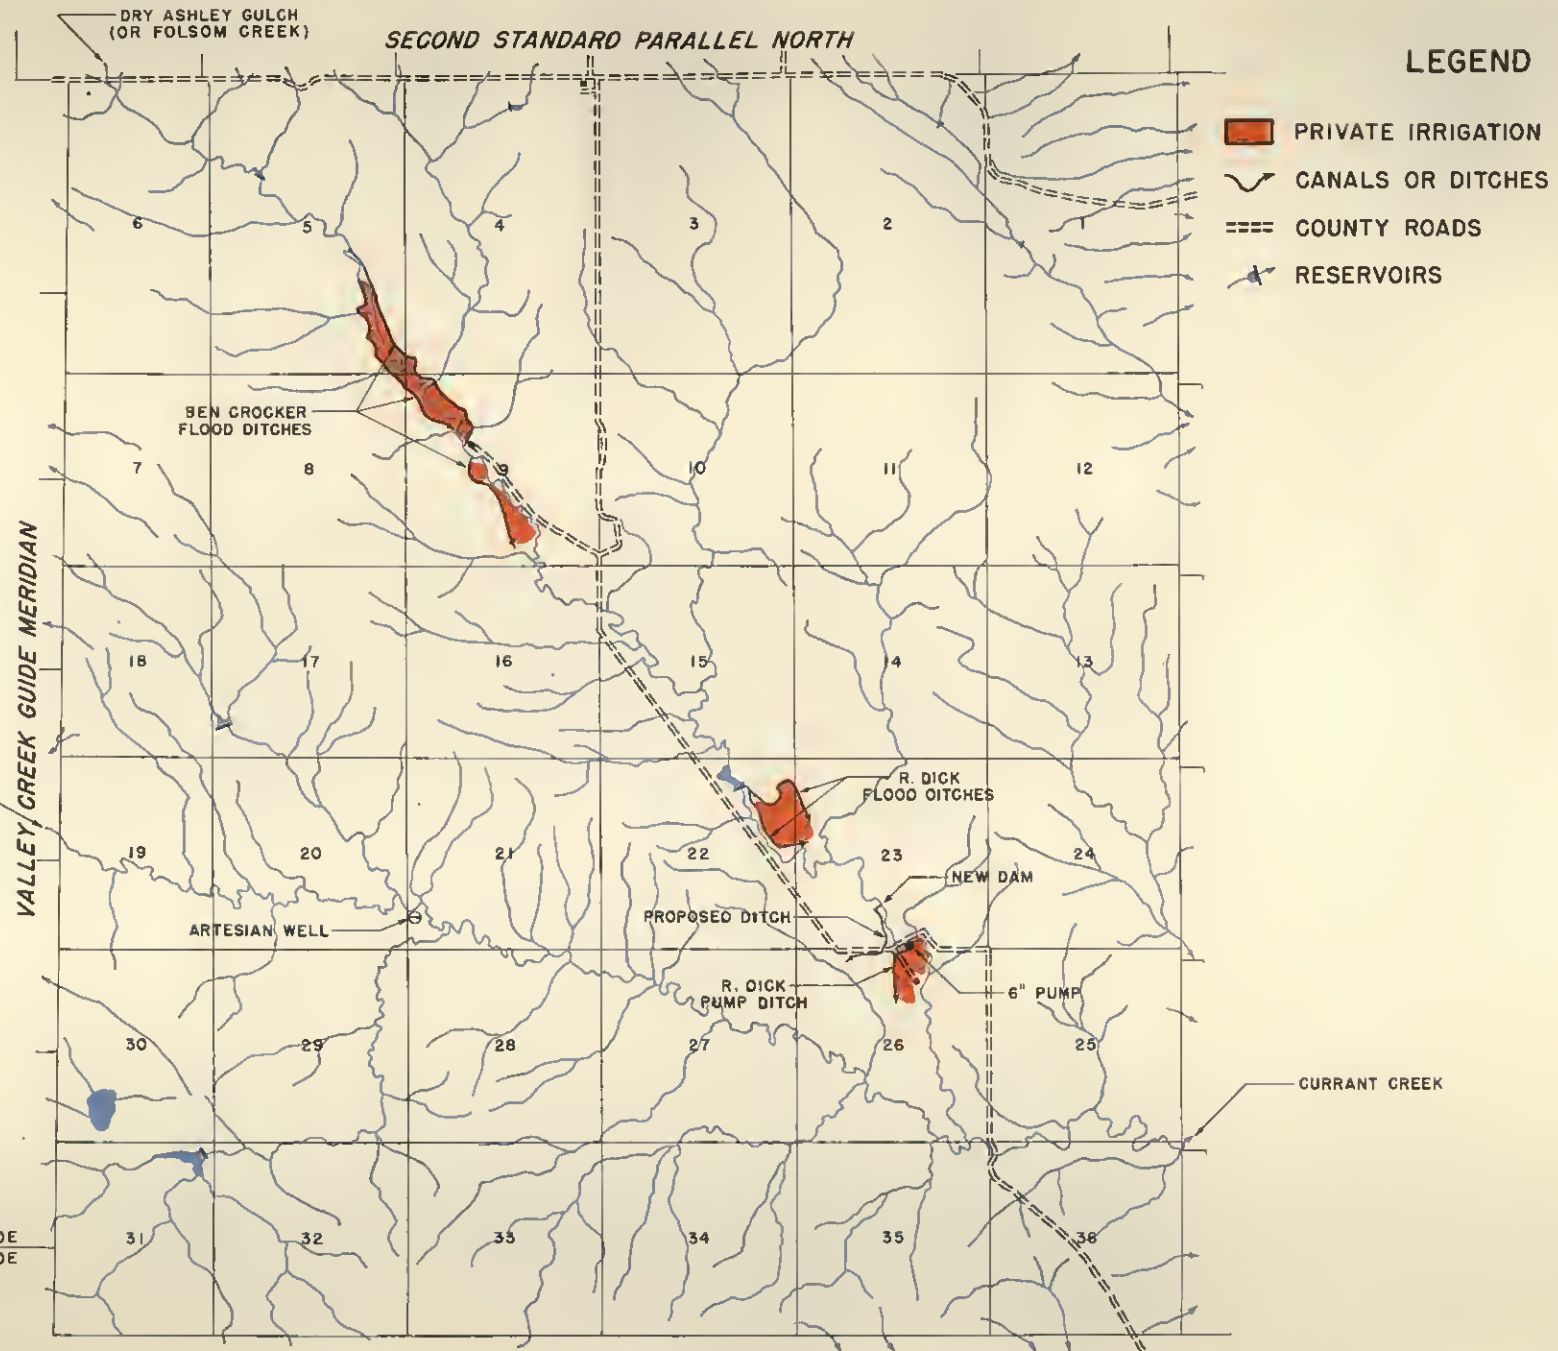 DRY ASHLEY GULCH
(OR FOLSOM CREEK)
SECOND STANDARD PARALLEL NORTH
LEGEND
PRIVATE IRRIGATION
CANALS OR DITCHES
COUNTY ROADS
RESERVOIRS
6 5 4 3 2 1
BEN CROCKER
FLOOD DITCHES
7 8 9 10 11 12
VALLEY CREEK GUIDE MERIDIAN
18 17 16 15 14 13
R. DICK
FLOOD DITCHES
19 20 21 22 23 24
NEW DAM
PROPOSED DITCH
ARTESIAN WELL
R. DICK
PUMP DITCH
6" PUMP
30 29 28 27 26 25
CURRANT CREEK
31 32 33 34 35 36
DE
DE